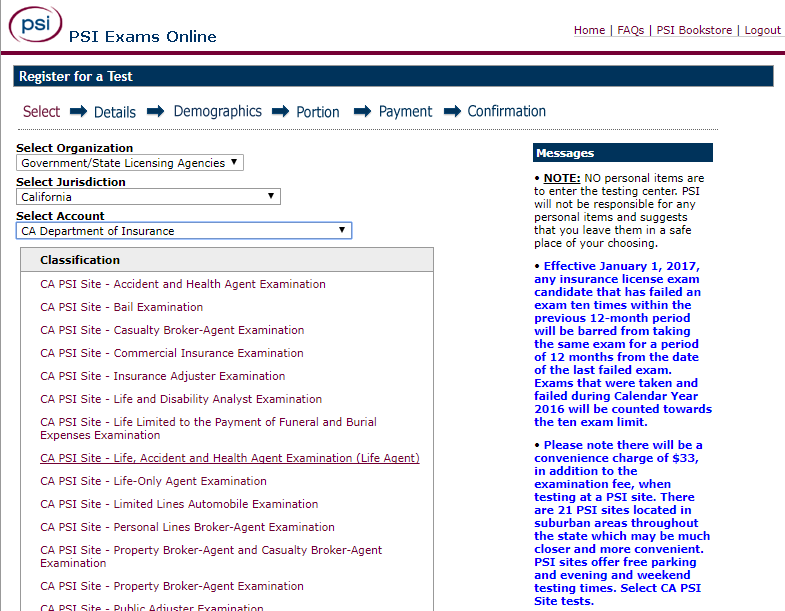 psi
PSI Exams Online
Home | FAQs | PSI Bookstore | Logout
Register for a Test
Select Details Demographics Portion Payment Confirmation
Select Organization
Government/State Licensing Agencies
Select Jurisdiction
California
Select Account
CA Department of Insurance
Classification
CA PSI Site - Accident and Health Agent Examination
CA PSI Site - Bail Examination
CA PSI Site - Casualty Broker-Agent Examination
CA PSI Site - Commercial Insurance Examination
CA PSI Site - Insurance Adjuster Examination
CA PSI Site - Life and Disability Analyst Examination
CA PSI Site - Life Limited to the Payment of Funeral and Burial
Expenses Examination
CA PSI Site - Life, Accident and Health Agent Examination (Life Agent)
CA PSI Site - Life-Only Agent Examination
CA PSI Site - Limited Lines Automobile Examination
CA PSI Site - Personal Lines Broker-Agent Examination
CA PSI Site - Property Broker-Agent and Casualty Broker-Agent
Examination
CA PSI Site - Property Broker-Agent Examination
CA PSI Site - Public Adjuster Examination
Messages
• NOTE: NO personal items are
to enter the testing center. PSI
will not be responsible for any
personal items and suggests
that you leave them in a safe
place of your choosing.
• Effective January 1, 2017,
any insurance license exam
candidate that has failed an
exam ten times within the
previous 12-month period
will be barred from taking
the same exam for a period
of 12 months from the date
of the last failed exam.
Exams that were taken and
failed during Calendar Year
2016 will be counted towards
the ten exam limit.
• Please note there will be a
convenience charge of $33,
in addition to the
examination fee, when
testing at a PSI site. There
are 21 PSI sites located in
suburban areas throughout
the state which may be much
closer and more convenient.
PSI sites offer free parking
and evening and weekend
testing times. Select CA PSI
Site tests.